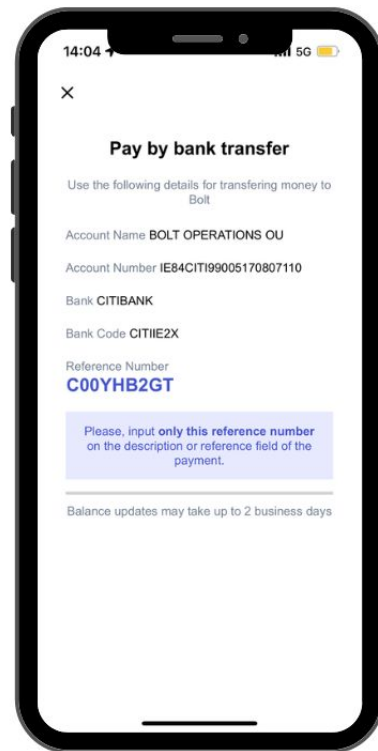 14:04
5G
×
Pay by bank transfer
Use the following details for transfering money to
Bolt
Account Name BOLT OPERATIONS OU
Account Number IE84CITI99005170807110
Bank CITIBANK
Bank Code CITIIE2X
Reference Number
C00YHB2GT
Please, input only this reference number
on the description or reference field of the
payment.
Balance updates may take up to 2 business days